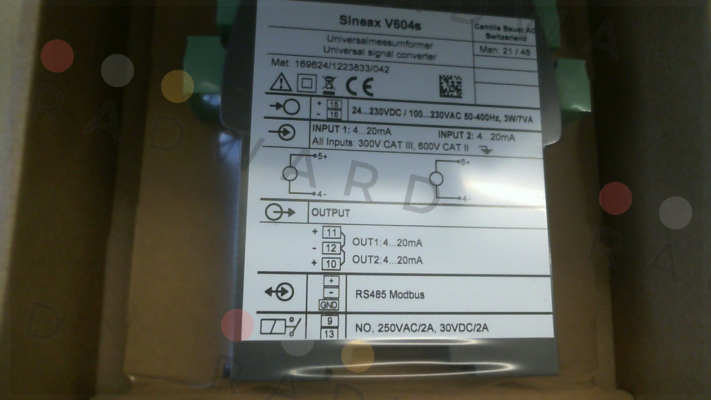 Sineax V604s
Camille Bauer AG
Switzerland
Universalmessumformer
Universal signal converter
Man: 21 / 48
Mat: 169624/1223833/042
CE
+ 15
- 16
24...230VDC / 100...230VAC 50-400Hz, 3W/7VA
INPUT 1: 4...20mA
INPUT 2: 4...20mA
All Inputs: 300V CAT III, 600V CAT II
5+
5+
4-
4-
OUTPUT
+ 11
OUT1: 4...20mA
- 12
OUT2: 4...20mA
+ 10
+
-
RS485 Modbus
GND
9
NO, 250VAC/2A, 30VDC/2A
13